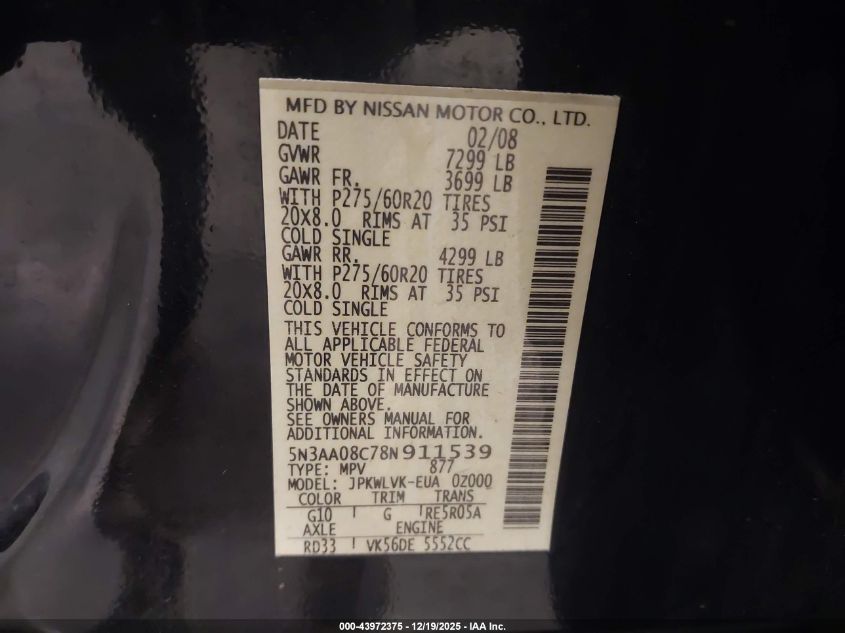 MFD BY NISSAN MOTOR CO., LTD.
DATE 02/08
GVWR 7299 LB
GAWR FR. 3699 LB
WITH P275/60R20 TIRES
20X8.0 RIMS AT 35 PSI
COLD SINGLE
GAWR RR. 4299 LB
WITH P275/60R20 TIRES
20X8.0 RIMS AT 35 PSI
COLD SINGLE
THIS VEHICLE CONFORMS TO
ALL APPLICABLE FEDERAL
MOTOR VEHICLE SAFETY
STANDARDS IN EFFECT ON
THE DATE OF MANUFACTURE
SHOWN ABOVE.
SEE OWNERS MANUAL FOR
ADDITIONAL INFORMATION.
5N3AA08C78N911539
TYPE: MPV 877
MODEL: JPKWLVK-EUA 0Z000
COLOR TRIM TRANS
G10 G RE5R05A
AXLE ENGINE
RD33 VK56DE 5552CC
000-43972375 - 12/19/2025 - IAA Inc.